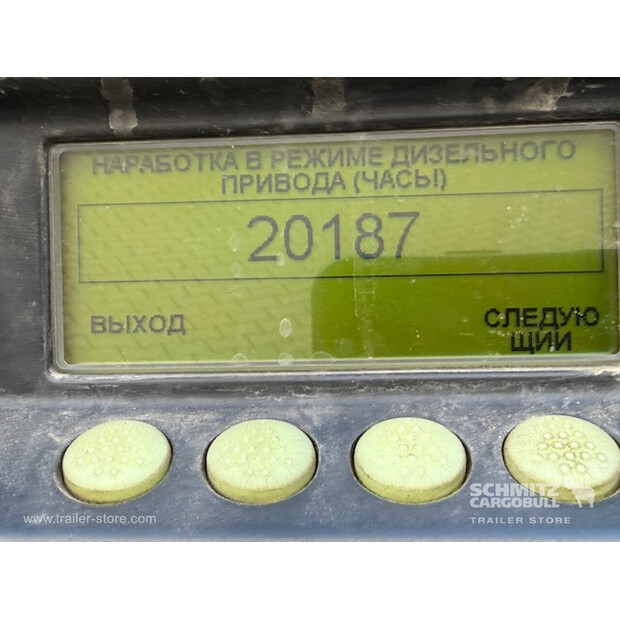 НАРАБОТКА В РЕЖИМЕ ДИЗЕЛЬНОГО
ПРИВОДА (ЧАСЫ)
20187
ВЫХОД
СЛЕДУЮ
ЩИИ
SCHMITZ
CARGOBULL
TRAILER STORE
www.trailer-store.com